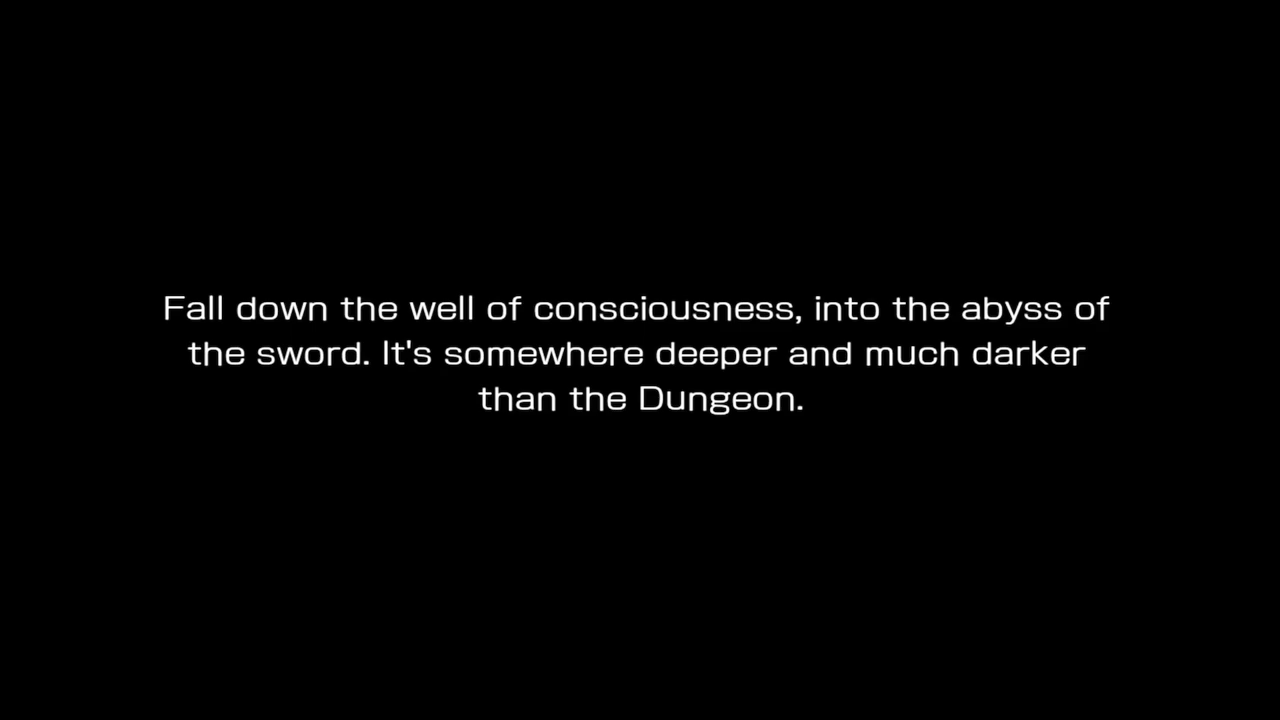 Fall down the well of consciousness, into the abyss of
the sword. It's somewhere deeper and much darker
than the Dungeon.